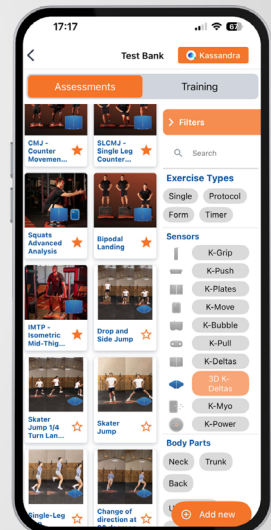 17:17
67
Test Bank
Kassandra
Assessments
Training
CMJ -
Counter
Movemen...
SLCMJ -
Single Leg
Counter...
Squats
Advanced
Analysis
Bipodal
Landing
IMTP -
Isometric
Mid-Thig...
Drop and
Side Jump
Skater
Jump 1/4
Turn Lan...
Skater
Jump
Single-Leg
Change of
direction at
> Filters
Search
Exercise Types
Single
Protocol
Form
Timer
Sensors
K-Grip
K-Push
K-Plates
K-Move
K-Bubble
K-Pull
K-Deltas
3D K-
Deltas
K-Myo
K-Power
Body Parts
Neck
Trunk
Back
Add new